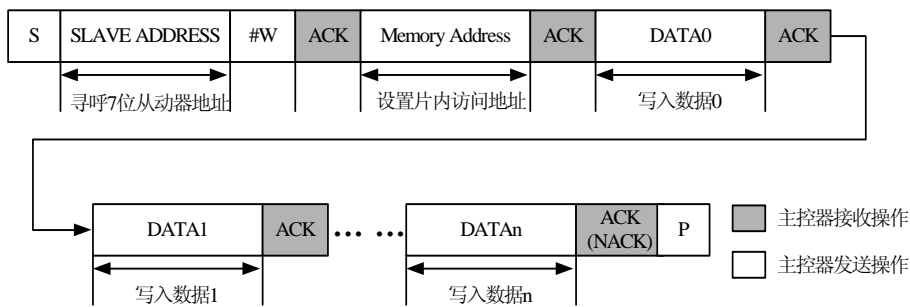 S SLAVE ADDRESS #W ACK Memory Address ACK DATA0 ACK
寻呼7位从动器地址 设置片内访问地址 写入数据0
DATA1 ACK … … DATAn ACK (NACK) P
写入数据1 写入数据n
主控器接收操作
主控器发送操作